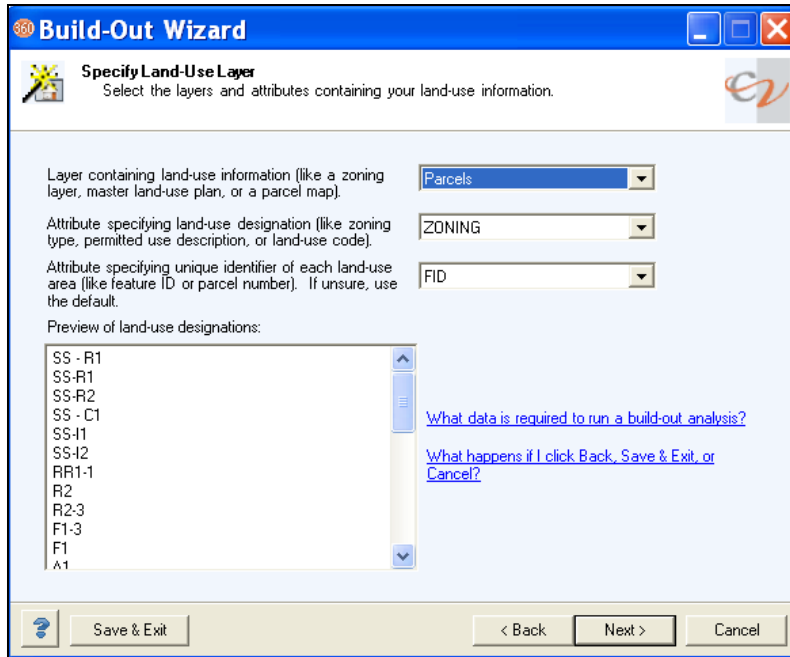 360 Build-Out Wizard
Specify Land-Use Layer
Select the layers and attributes containing your land-use information.
CV
Layer containing land-use information (like a zoning
layer, master land-use plan, or a parcel map).
Parcels
Attribute specifying land-use designation (like zoning
type, permitted use description, or land-use code).
ZONING
Attribute specifying unique identifier of each land-use
area (like feature ID or parcel number). If unsure, use
the default.
FID
Preview of land-use designations:
SS - R1
SS-R1
SS-R2
SS - C1
SS-I1
SS-I2
RR1-1
R2
R2-3
F1-3
F1
A1
What data is required to run a build-out analysis?
What happens if I click Back, Save & Exit, or
Cancel?
? Save & Exit < Back Next > Cancel